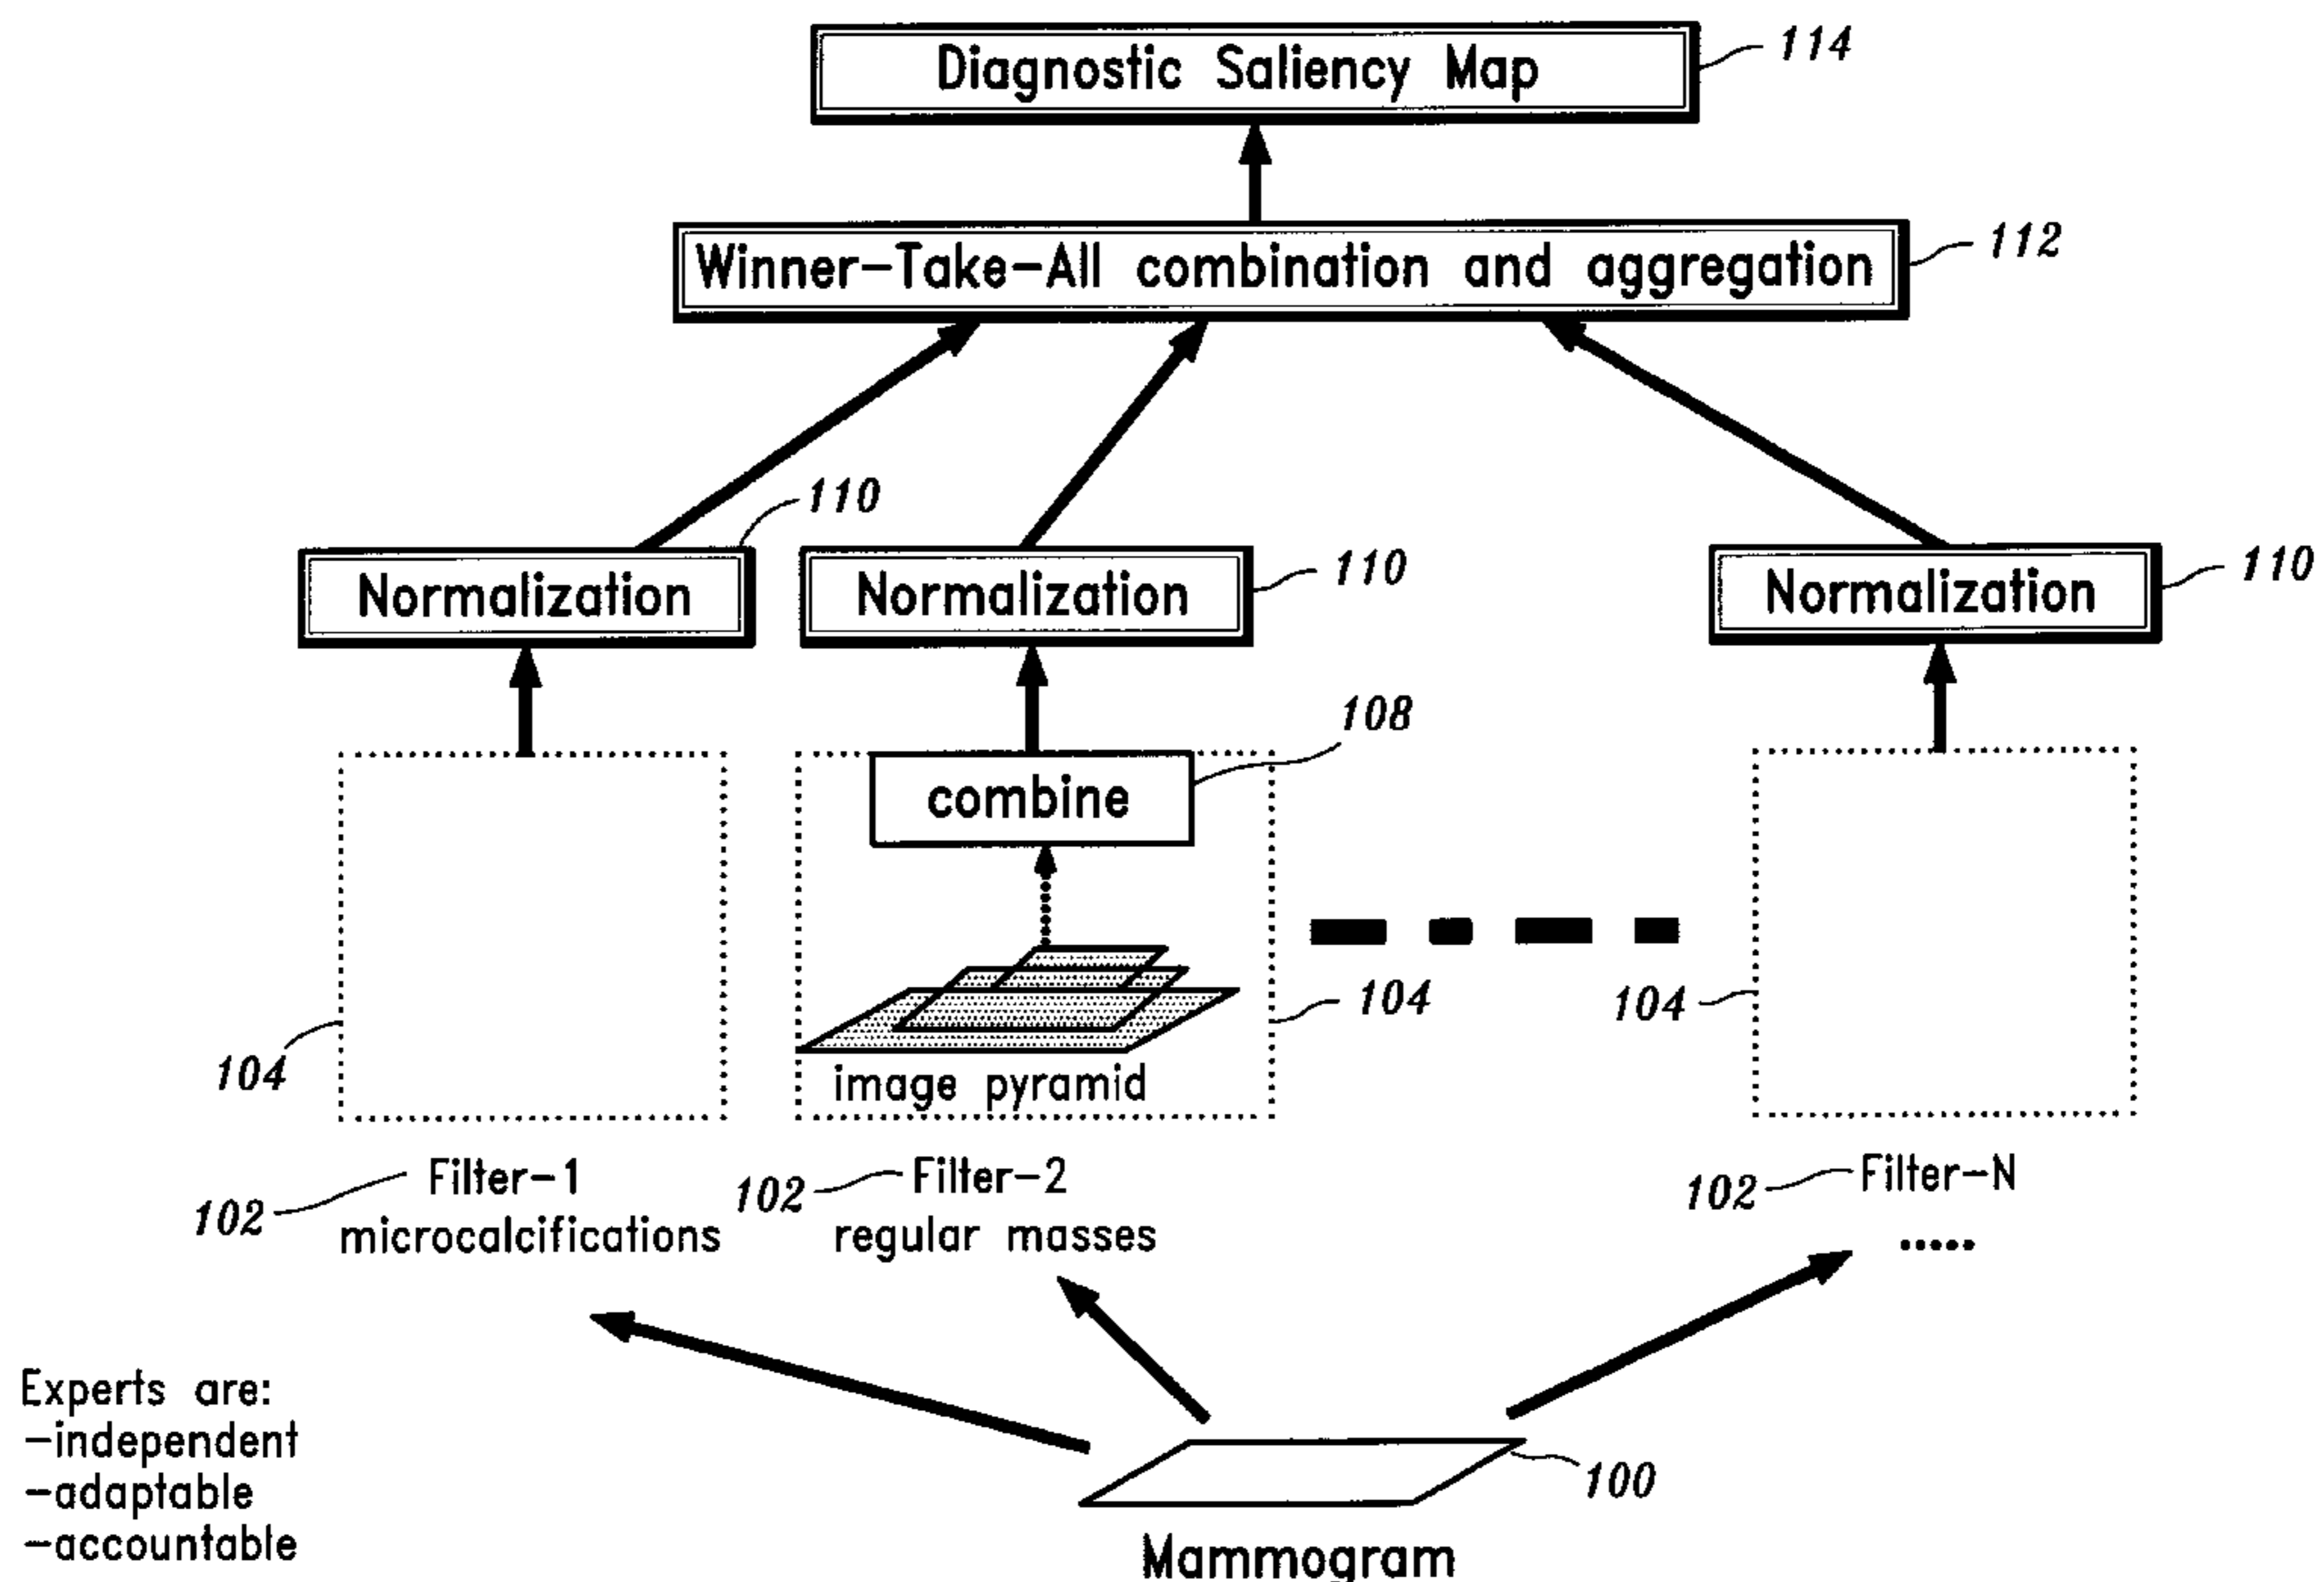 Diagnostic Saliency Map
114
Winner-Take-All combination and aggregation
112
110
Normalization
Normalization
110
Normalization
110
108
combine
104
104
104
image pyramid
102
Filter-1
microcalcifications
102
Filter-2
regular masses
102
Filter-N
.....
Experts are:
-independent
-adaptable
-accountable
100
Mammogram